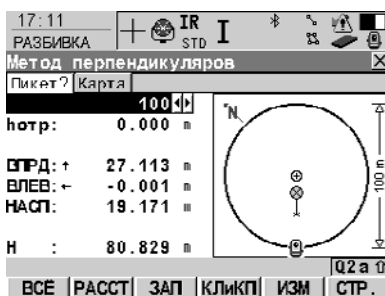 17:11
РАЗБИВКА
IR
STD
I
Метод перпендикуляров
Пикет? Карта
100
hотр: 0.000 m
ВПРД:↑ 27.113 m
ВЛЕВ:← -0.001 m
НАСП: 19.171 m
H : 80.829 m
N
100 m
Q2a⇧
ВСЁ РАССТ ЗАП КЛиКП ИЗМ СТР.